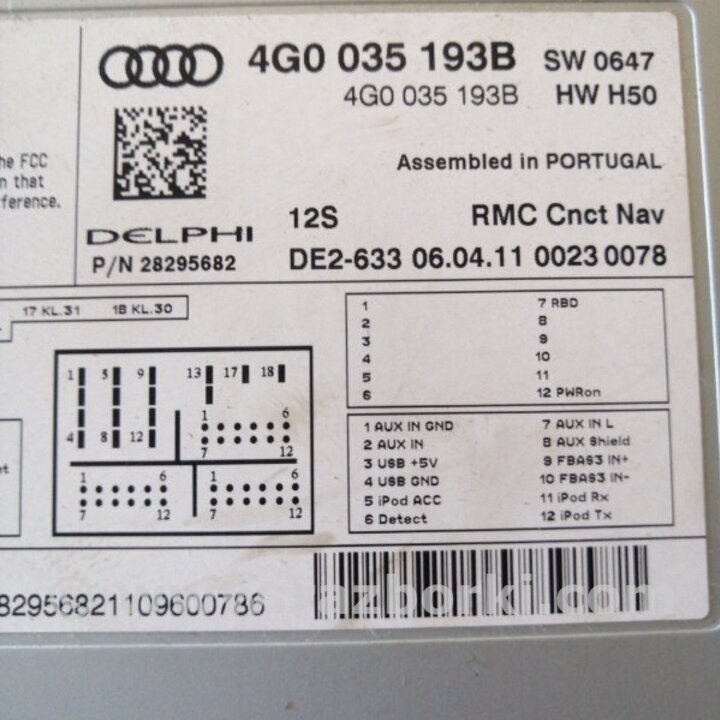 4G0 035 193B SW 0647
4G0 035 193B HW H50
he FCC
n that
ference.
Assembled in PORTUGAL
DELPHI 12S RMC Cnct Nav
P/N 28295682 DE2-633 06.04.11 0023 0078
17 KL.31 18 KL.30
1 7 RBD
2 8
3 9
4 10
5 11
6 12 PWRon
1 5 9 13 17 18
4 8 12
1 6
7 12
1 6 1 6
7 12 7 12
1 AUX IN GND 7 AUX IN L
2 AUX IN 8 AUX Shield
3 USB +5V 9 FBAS3 IN+
4 USB GND 10 FBAS3 IN-
5 iPod ACC 11 iPod Rx
6 Detect 12 iPod Tx
et
82956821109600786
azborki.com